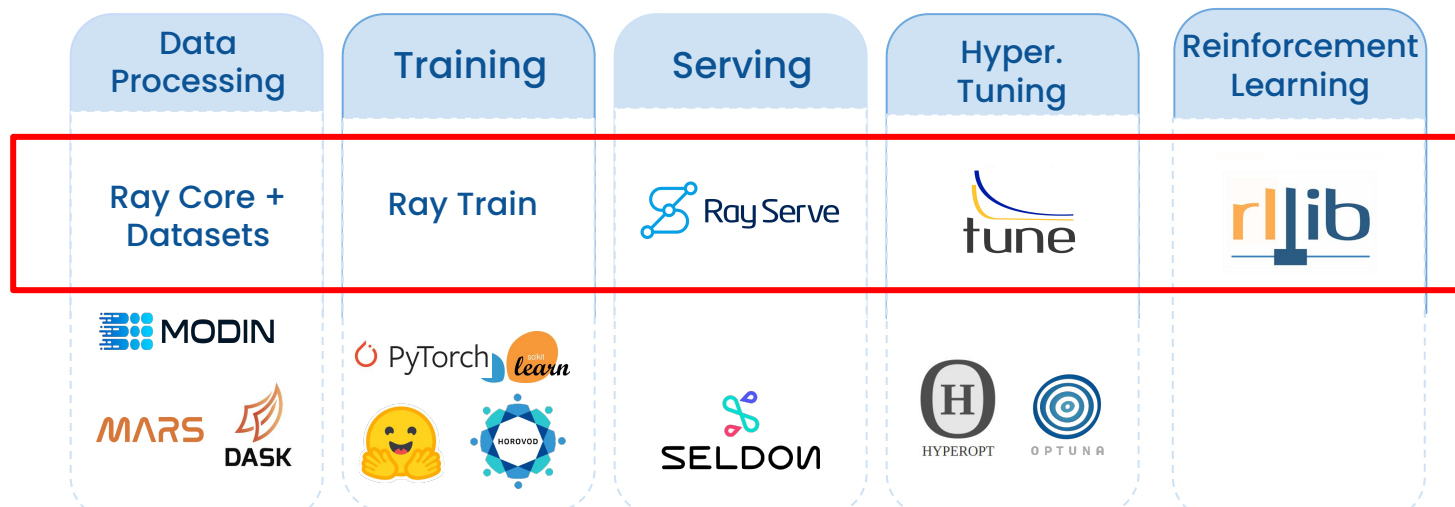 Data
Processing
Training
Serving
Hyper.
Tuning
Reinforcement
Learning
Ray Core +
Datasets
Ray Train
Ray Serve
tune
rllib
MODIN
MARS
DASK
PyTorch
scikit
learn
HOROVOD
SELDON
H
HYPEROPT
OPTUNA